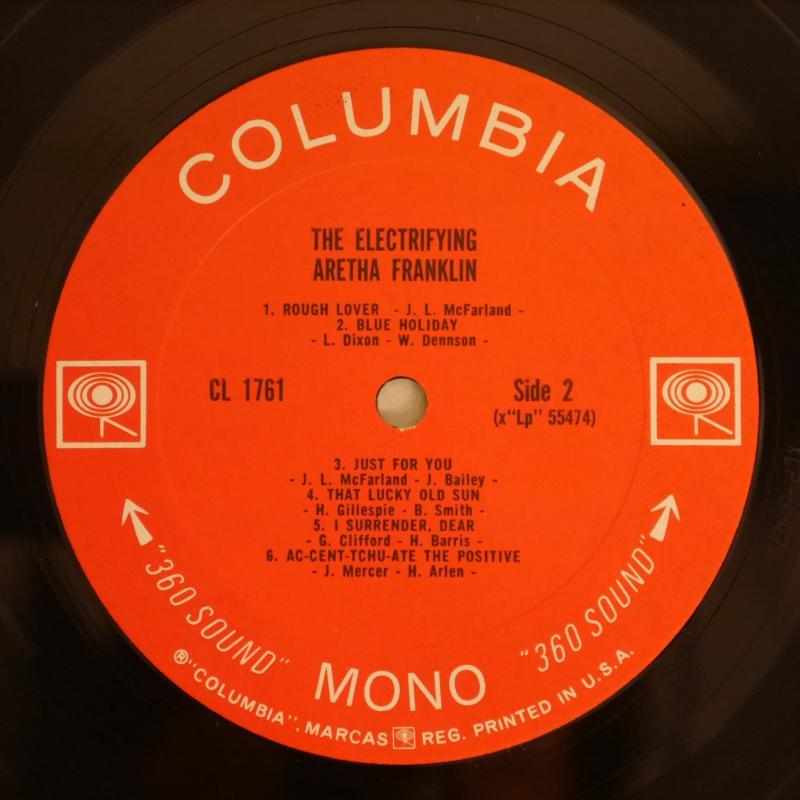 COLUMBIA
THE ELECTRIFYING
ARETHA FRANKLIN
1. ROUGH LOVER - J. L. McFarland -
2. BLUE HOLIDAY
- L. Dixon - W. Dennson -
CL 1761
Side 2
(x"Lp" 55474)
3. JUST FOR YOU
- J. L. McFarland - J. Bailey -
4. THAT LUCKY OLD SUN
- H. Gillespie - B. Smith -
5. I SURRENDER, DEAR
- G. Clifford - H. Barris -
6. AC-CENT-TCHU-ATE THE POSITIVE
- J. Mercer - H. Arlen -
"360 SOUND"
MONO
"360 SOUND"
®"COLUMBIA", MARCAS REG. PRINTED IN U.S.A.